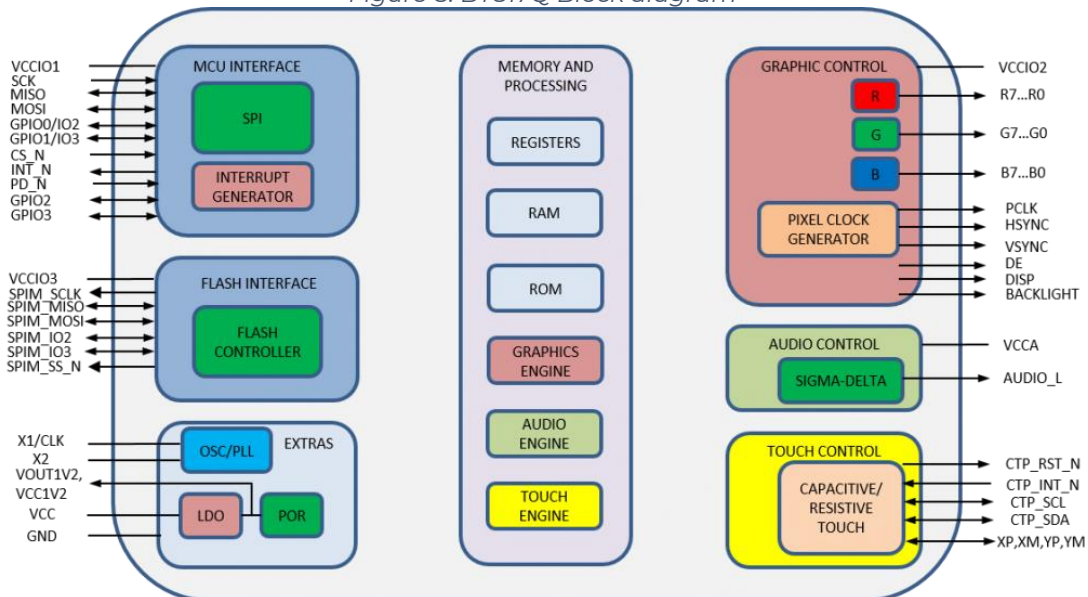 MCU INTERFACE
VCCIO1
SCK
MISO
MOSI
GPIO0/IO2
GPIO1/IO3
CS_N
INT_N
PD_N
GPIO2
GPIO3
SPI
INTERRUPT
GENERATOR
FLASH INTERFACE
VCCIO3
SPIM_SCLK
SPIM_MISO
SPIM_MOSI
SPIM_IO2
SPIM_IO3
SPIM_SS_N
FLASH
CONTROLLER
EXTRAS
X1/CLK
X2
VOUT1V2,
VCC1V2
VCC
GND
OSC/PLL
LDO
POR
MEMORY AND
PROCESSING
REGISTERS
RAM
ROM
GRAPHICS
ENGINE
AUDIO
ENGINE
TOUCH
ENGINE
GRAPHIC CONTROL
R
G
B
PIXEL CLOCK
GENERATOR
VCCIO2
R7...R0
G7...G0
B7...B0
PCLK
HSYNC
VSYNC
DE
DISP
BACKLIGHT
AUDIO CONTROL
SIGMA-DELTA
VCCA
AUDIO_L
TOUCH CONTROL
CAPACITIVE/
RESISTIVE
TOUCH
CTP_RST_N
CTP_INT_N
CTP_SCL
CTP_SDA
XP,XM,YP,YM